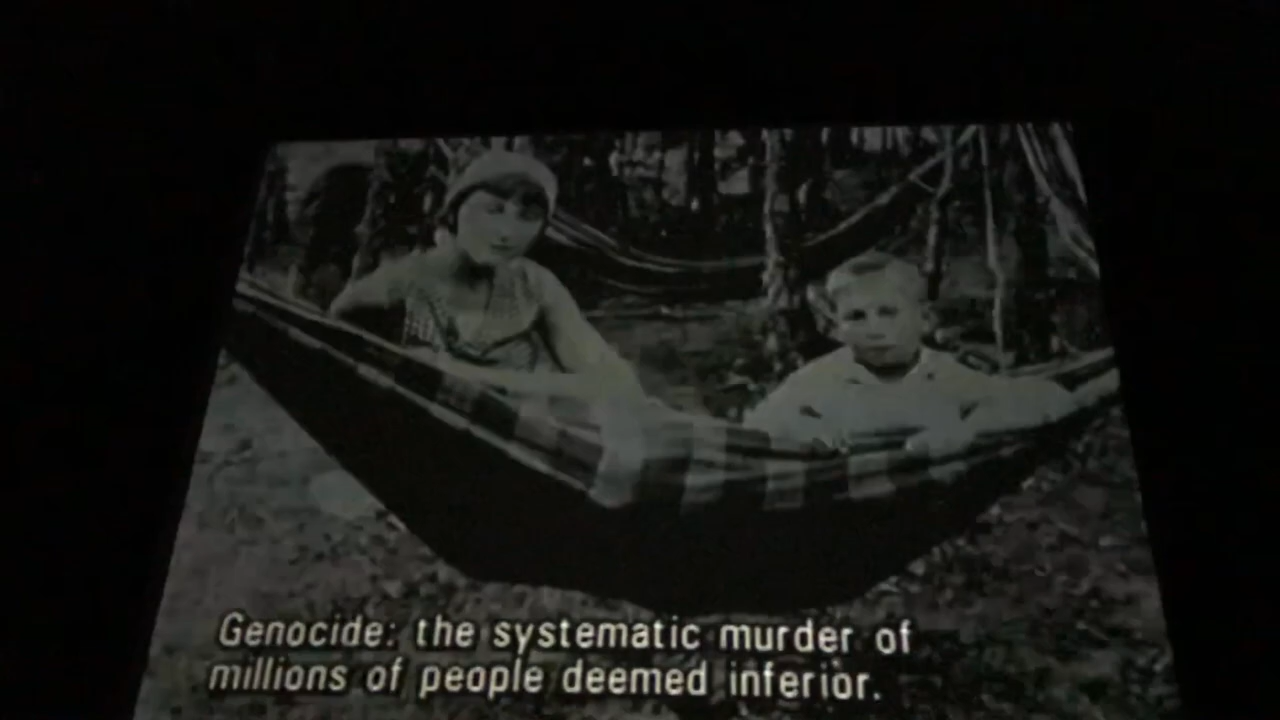 Genocide: the systematic murder of
millions of people deemed inferior.